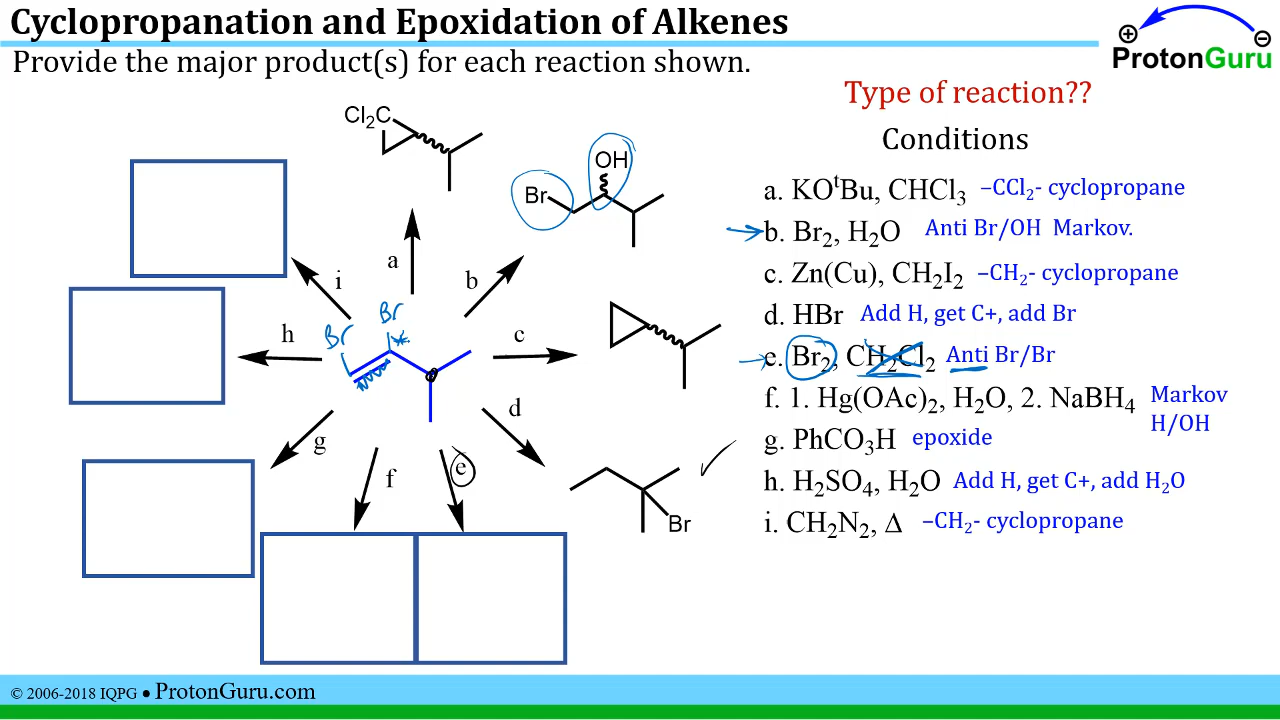 Cyclopropanation and Epoxidation of Alkenes
Provide the major product(s) for each reaction shown.
ProtonGuru
Type of reaction??
Conditions
a. KOᵗBu, CHCl₃ –CCl₂- cyclopropane
b. Br₂, H₂O Anti Br/OH Markov.
c. Zn(Cu), CH₂I₂ –CH₂- cyclopropane
d. HBr Add H, get C+, add Br
e. Br₂, CH₂Cl₂ Anti Br/Br
f. 1. Hg(OAc)₂, H₂O, 2. NaBH₄ Markov H/OH
g. PhCO₃H epoxide
h. H₂SO₄, H₂O Add H, get C+, add H₂O
i. CH₂N₂, Δ –CH₂- cyclopropane
Cl₂C
OH
Br
a
b
i
Br
Br
h
c
d
g
f
e
Br
© 2006-2018 IQPG ● ProtonGuru.com